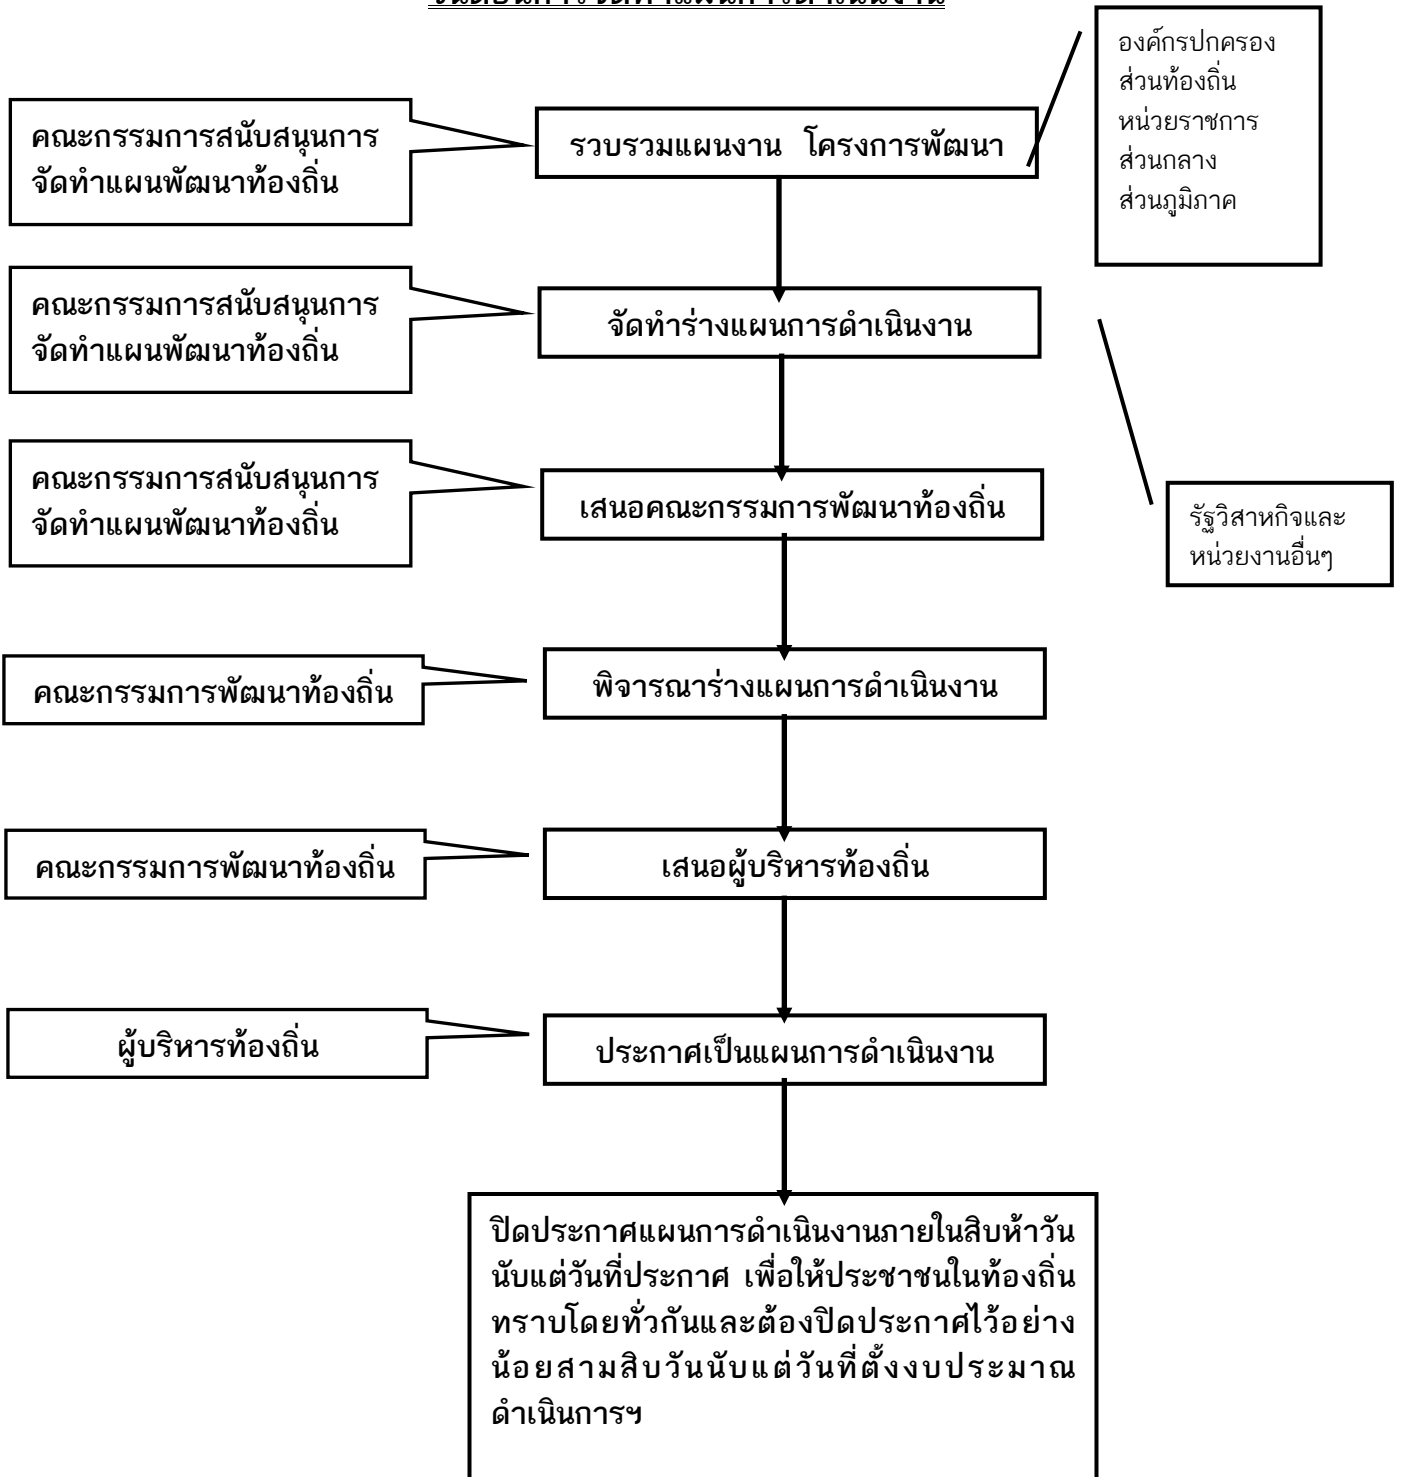 องค์กรปกครอง
ส่วนท้องถิ่น
หน่วยราชการ
ส่วนกลาง
ส่วนภูมิภาค
คณะกรรมการสนับสนุนการ
จัดทำแผนพัฒนาท้องถิ่น
รวบรวมแผนงาน โครงการพัฒนา
คณะกรรมการสนับสนุนการ
จัดทำแผนพัฒนาท้องถิ่น
จัดทำร่างแผนการดำเนินงาน
คณะกรรมการสนับสนุนการ
จัดทำแผนพัฒนาท้องถิ่น
เสนอคณะกรรมการพัฒนาท้องถิ่น
รัฐวิสาหกิจและ
หน่วยงานอื่นๆ
คณะกรรมการพัฒนาท้องถิ่น
พิจารณาร่างแผนการดำเนินงาน
คณะกรรมการพัฒนาท้องถิ่น
เสนอผู้บริหารท้องถิ่น
ผู้บริหารท้องถิ่น
ประกาศเป็นแผนการดำเนินงาน
ปิดประกาศแผนการดำเนินงานภายในสิบห้าวัน
นับแต่วันที่ประกาศ เพื่อให้ประชาชนในท้องถิ่น
ทราบโดยทั่วกันและต้องปิดประกาศไว้อย่าง
น้อยสามสิบวันนับแต่วันที่ตั้งงบประมาณ
ดำเนินการฯ